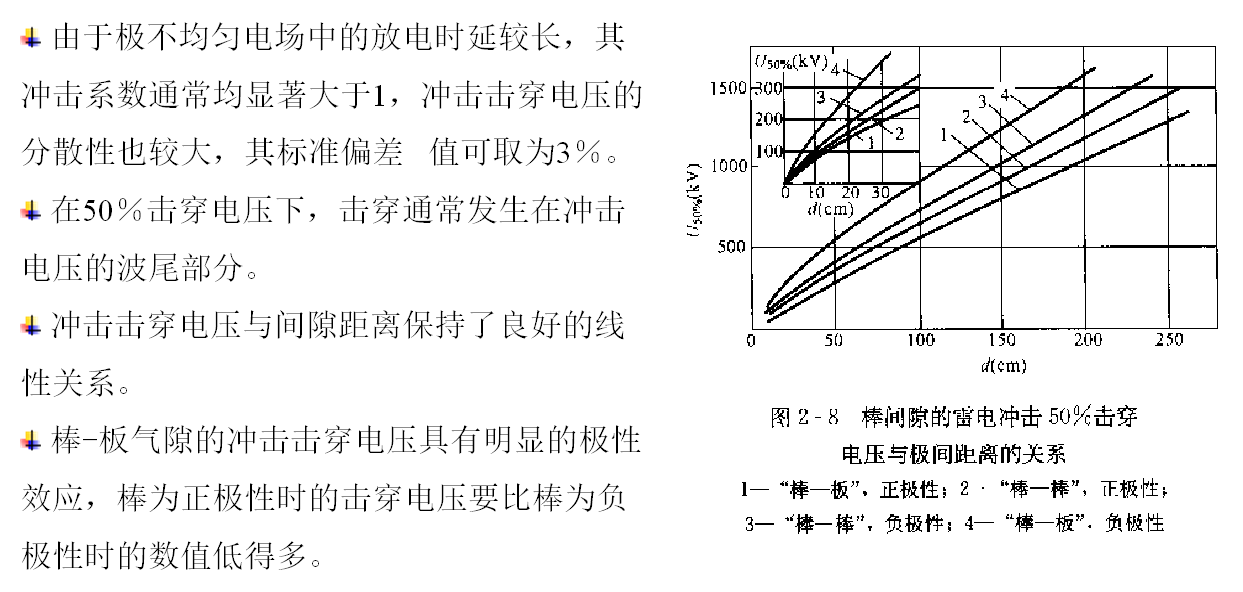 由于极不均匀电场中的放电时延较长，其
冲击系数通常均显著大于1，冲击击穿电压的
分散性也较大，其标准偏差 值可取为3％。
在50％击穿电压下，击穿通常发生在冲击
电压的波尾部分。
冲击击穿电压与间隙距离保持了良好的线
性关系。
棒-板气隙的冲击击穿电压具有明显的极性
效应，棒为正极性时的击穿电压要比棒为负
极性时的数值低得多。
U50%(kV)
1500
1000
500
0
50
100
150
200
250
d(cm)
1
2
3
4
U50%(kV)
300
200
100
0
10
20
30
d(cm)
4
3
2
1
图 2-8 棒间隙的雷电冲击 50％击穿
电压与极间距离的关系
1—“棒—板”，正极性；2·“棒—棒”，正极性；
3—“棒—棒”，负极性；4—“棒—板”．负极性